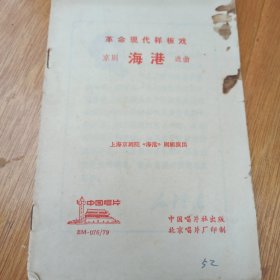 革命现代样板戏
京剧 海港 选曲
上海京剧院《海港》剧组演出
中国唱片
BM-026/79
中国唱片社出版
北京唱片厂印制
52